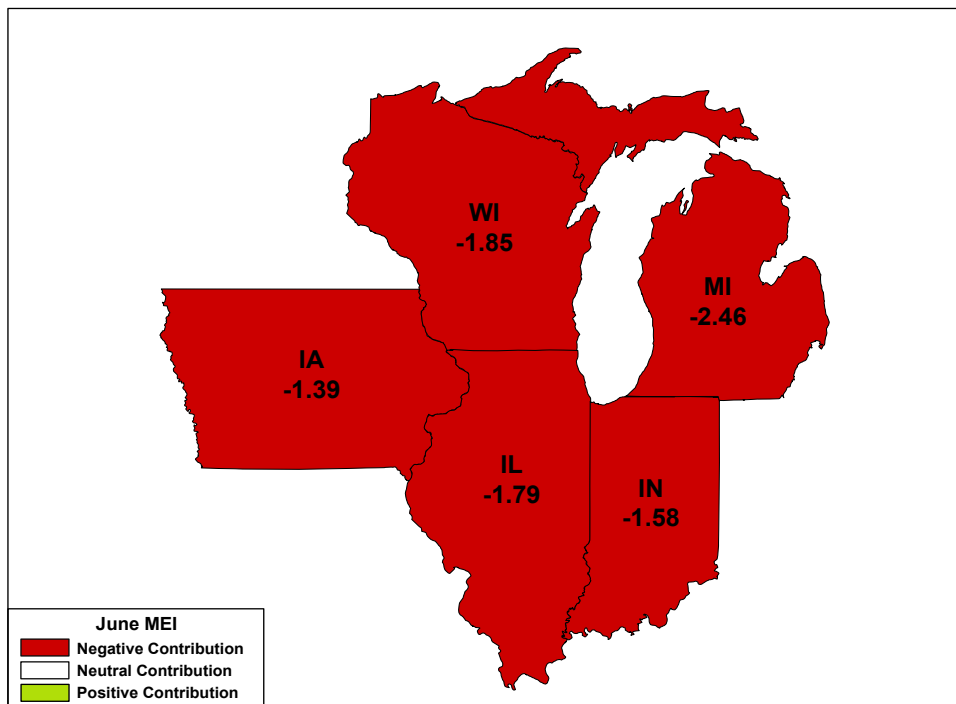 WI
-1.85
MI
-2.46
IA
-1.39
IL
-1.79
IN
-1.58
June MEI
Negative Contribution
Neutral Contribution
Positive Contribution